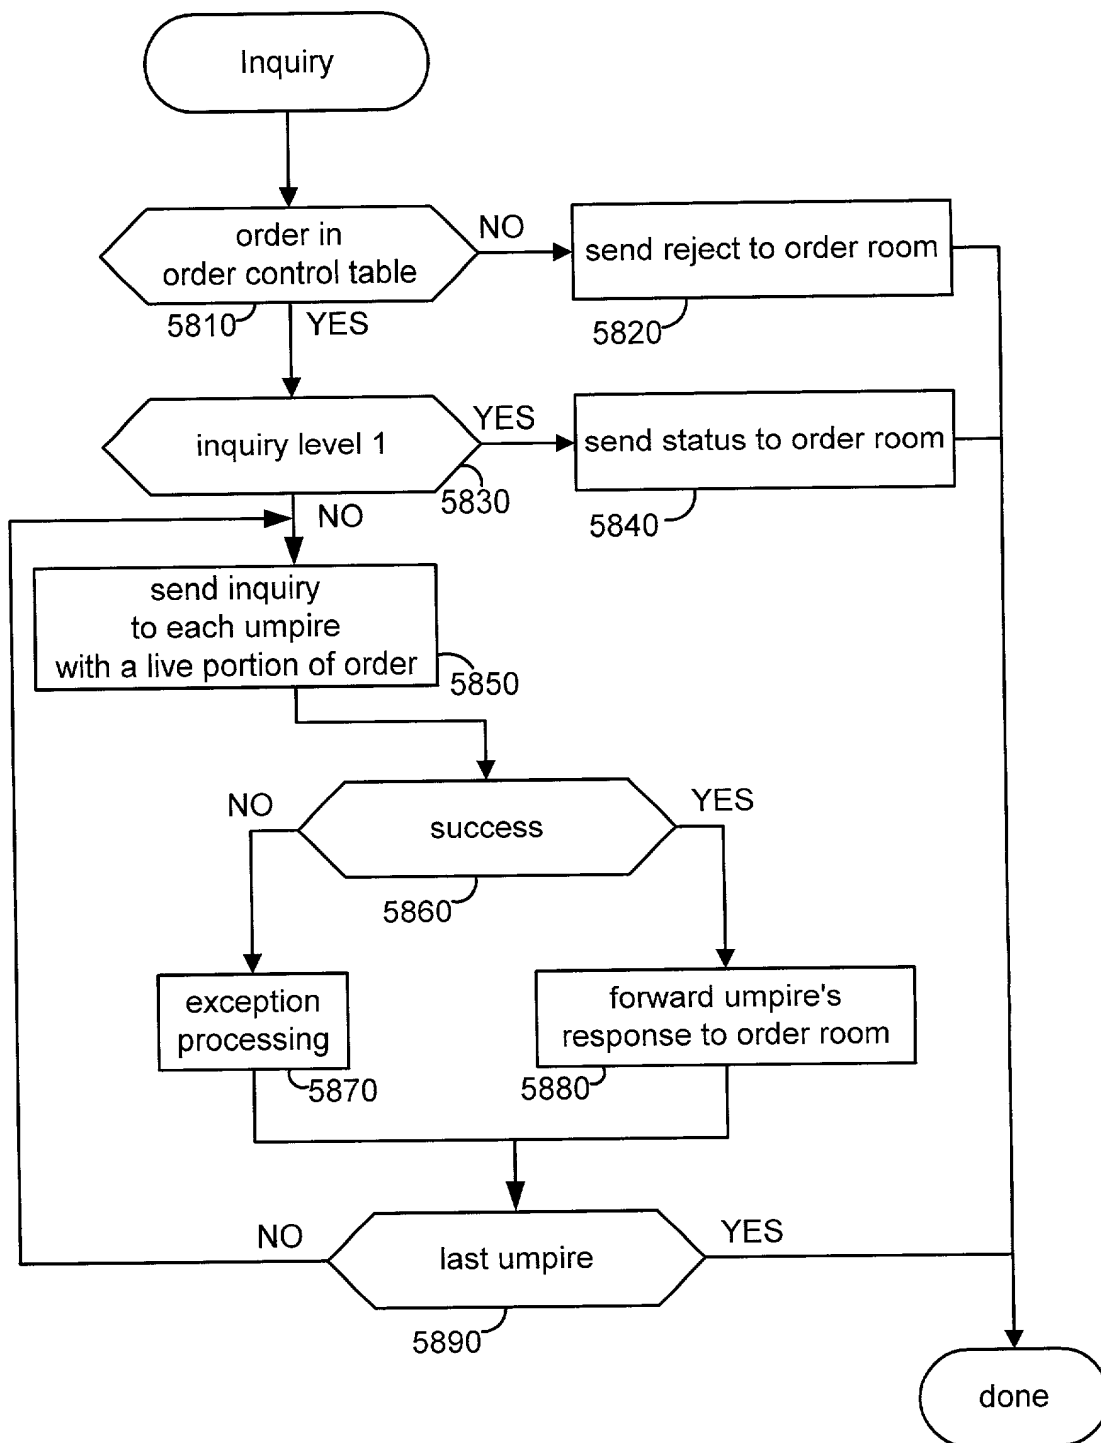 Inquiry
order in
order control table
NO
send reject to order room
5810
YES
5820
inquiry level 1
YES
send status to order room
5830
NO
5840
send inquiry
to each umpire
with a live portion of order
5850
NO
YES
success
5860
exception
processing
forward umpire's
response to order room
5870
5880
NO
YES
last umpire
5890
done